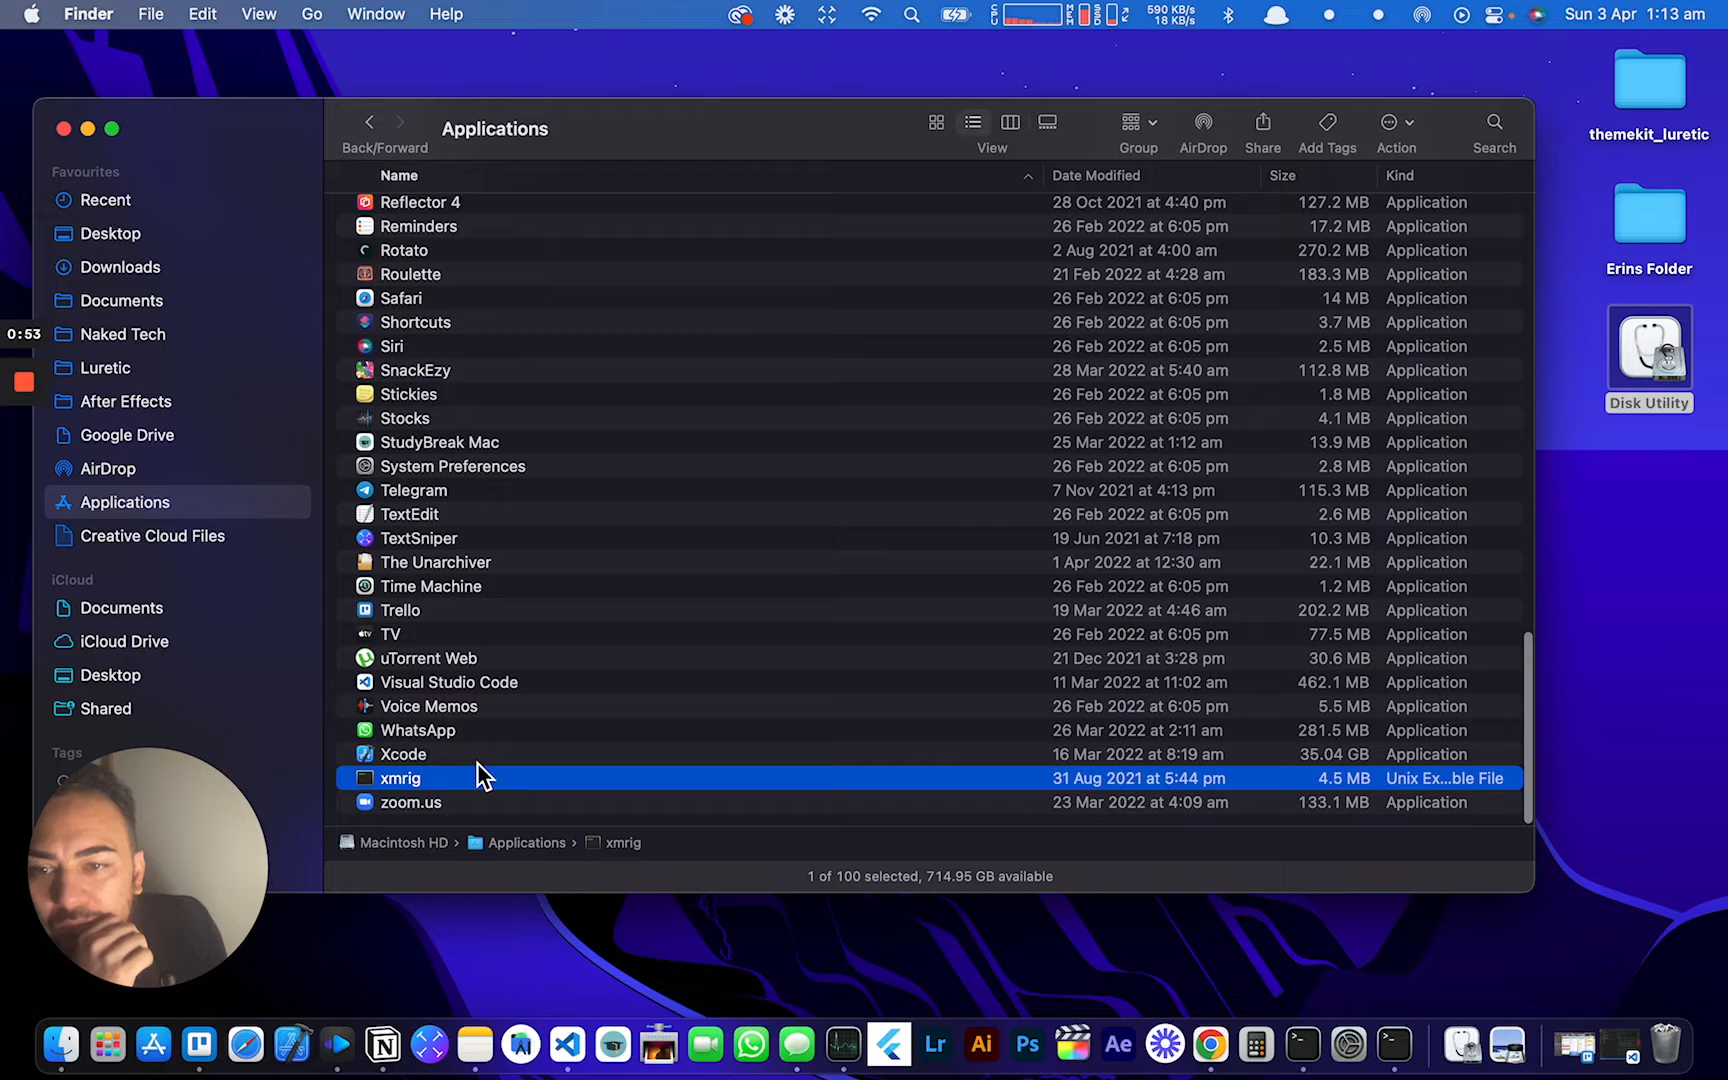 Finder File Edit View Go Window Help 590 KB/s 18 KB/s Sun 3 Apr 1:13 am
themekit_luretic
Erins Folder
Disk Utility
0:53
Favourites
Recent
Desktop
Downloads
Documents
Naked Tech
Luretic
After Effects
Google Drive
AirDrop
Applications
Creative Cloud Files
iCloud
Documents
iCloud Drive
Desktop
Shared
Tags
Applications
Back/Forward View Group AirDrop Share Add Tags Action Search
Name Date Modified Size Kind
Reflector 4 28 Oct 2021 at 4:40 pm 127.2 MB Application
Reminders 26 Feb 2022 at 6:05 pm 17.2 MB Application
Rotato 2 Aug 2021 at 4:00 am 270.2 MB Application
Roulette 21 Feb 2022 at 4:28 am 183.3 MB Application
Safari 26 Feb 2022 at 6:05 pm 14 MB Application
Shortcuts 26 Feb 2022 at 6:05 pm 3.7 MB Application
Siri 26 Feb 2022 at 6:05 pm 2.5 MB Application
SnackEzy 28 Mar 2022 at 5:40 am 112.8 MB Application
Stickies 26 Feb 2022 at 6:05 pm 1.8 MB Application
Stocks 26 Feb 2022 at 6:05 pm 4.1 MB Application
StudyBreak Mac 25 Mar 2022 at 1:12 am 13.9 MB Application
System Preferences 26 Feb 2022 at 6:05 pm 2.8 MB Application
Telegram 7 Nov 2021 at 4:13 pm 115.3 MB Application
TextEdit 26 Feb 2022 at 6:05 pm 2.6 MB Application
TextSniper 19 Jun 2021 at 7:18 pm 10.3 MB Application
The Unarchiver 1 Apr 2022 at 12:30 am 22.1 MB Application
Time Machine 26 Feb 2022 at 6:05 pm 1.2 MB Application
Trello 19 Mar 2022 at 4:46 am 202.2 MB Application
TV 26 Feb 2022 at 6:05 pm 77.5 MB Application
uTorrent Web 21 Dec 2021 at 3:28 pm 30.6 MB Application
Visual Studio Code 11 Mar 2022 at 11:02 am 462.1 MB Application
Voice Memos 26 Feb 2022 at 6:05 pm 5.5 MB Application
WhatsApp 26 Mar 2022 at 2:11 am 281.5 MB Application
Xcode 16 Mar 2022 at 8:19 am 35.04 GB Application
xmrig 31 Aug 2021 at 5:44 pm 4.5 MB Unix Ex...ble File
zoom.us 23 Mar 2022 at 4:09 am 133.1 MB Application
Macintosh HD › Applications › xmrig
1 of 100 selected, 714.95 GB available
Lr Ai Ps Ae